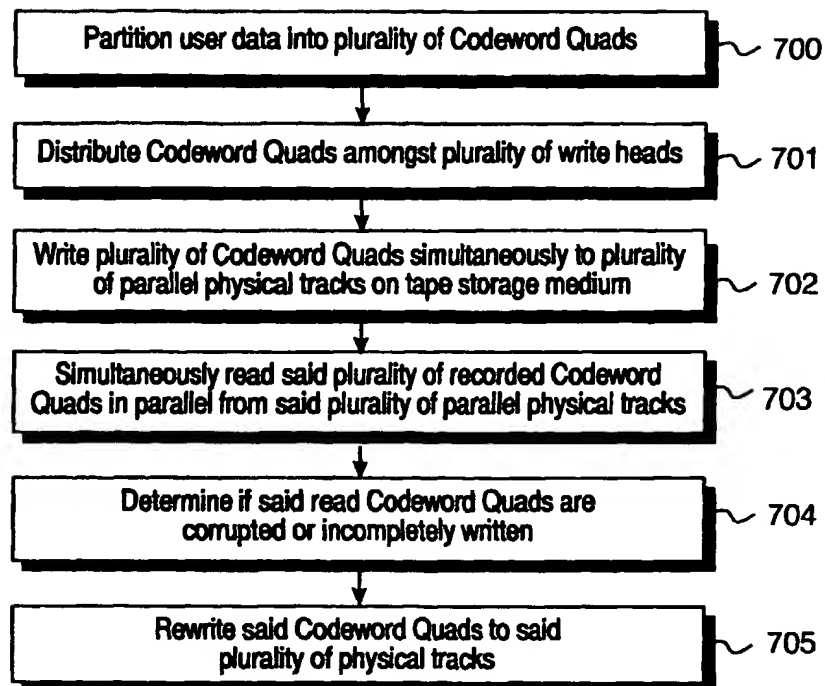 Partition user data into plurality of Codeword Quads
700
Distribute Codeword Quads amongst plurality of write heads
701
Write plurality of Codeword Quads simultaneously to plurality
of parallel physical tracks on tape storage medium
702
Simultaneously read said plurality of recorded Codeword
Quads in parallel from said plurality of parallel physical tracks
703
Determine if said read Codeword Quads are
corrupted or incompletely written
704
Rewrite said Codeword Quads to said
plurality of physical tracks
705